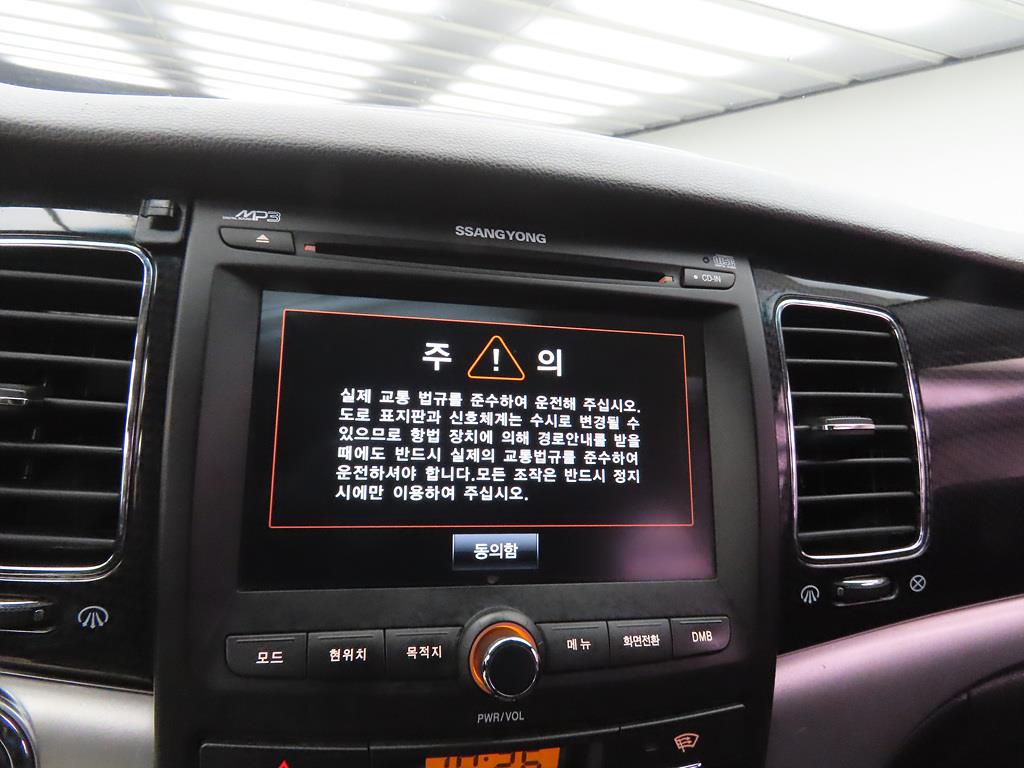 MP3
SSANGYONG
CD-IN
주 ! 의
실제 교통 법규를 준수하여 운전해 주십시오.
도로 표지판과 신호체계는 수시로 변경될 수
있으므로 항법 장치에 의해 경로안내를 받을
때에도 반드시 실제의 교통법규를 준수하여
운전하셔야 합니다.모든 조작은 반드시 정지
시에만 이용하여 주십시오.
동의함
모드 현위치 목적지 메뉴 화면전환 DMB
PWR/VOL